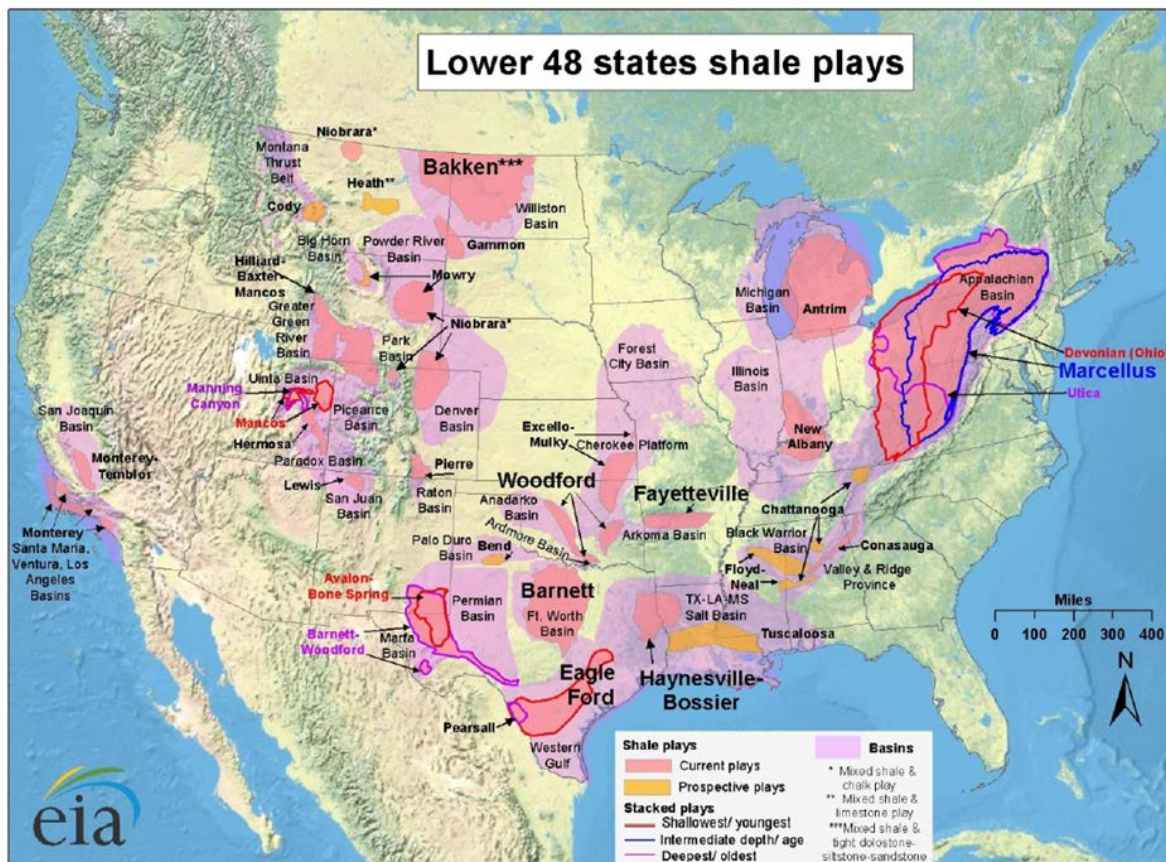 Lower 48 states shale plays
Niobrara*
Montana
Thrust
Belt
Bakken***
Heath**
Cody
Williston
Basin
Big Horn
Basin
Powder River
Basin
Gammon
Hilliard-
Baxter-
Mancos
Mowry
Greater
Green
River
Basin
Niobrara*
Park
Basin
Michigan
Basin
Antrim
Appalachian
Basin
Devonian (Ohio)
Marcellus
Utica
Forest
City Basin
Illinois
Basin
Uinta Basin
Manning
Canyon
Mancos
Piceance
Basin
Denver
Basin
San Joaquin
Basin
Hermosa
Paradox Basin
Excello-
Mulky
Cherokee Platform
New
Albany
Monterey-
Temblor
Lewis
San Juan
Basin
Pierre
Raton
Basin
Woodford
Anadarko
Basin
Fayetteville
Arkoma Basin
Chattanooga
Monterey
Santa Maria,
Ventura, Los
Angeles
Basins
Palo Duro
Basin
Bend
Ardmore Basin
Black Warrior
Basin
Conasauga
Floyd-
Neal
Valley & Ridge
Province
Avalon-
Bone Spring
Permian
Basin
Barnett
Ft. Worth
Basin
TX-LA-MS
Salt Basin
Tuscaloosa
Barnett-
Woodford
Marfa
Basin
Eagle
Ford
Haynesville-
Bossier
Pearsall
Western
Gulf
Miles
0 100 200 300 400
N
Shale plays
Current plays
Prospective plays
Stacked plays
Shallowest/ youngest
Intermediate depth/ age
Deepest/ oldest
Basins
* Mixed shale &
chalk play
** Mixed shale &
limestone play
***Mixed shale &
tight dolostone-
siltstone-sandstone
eia